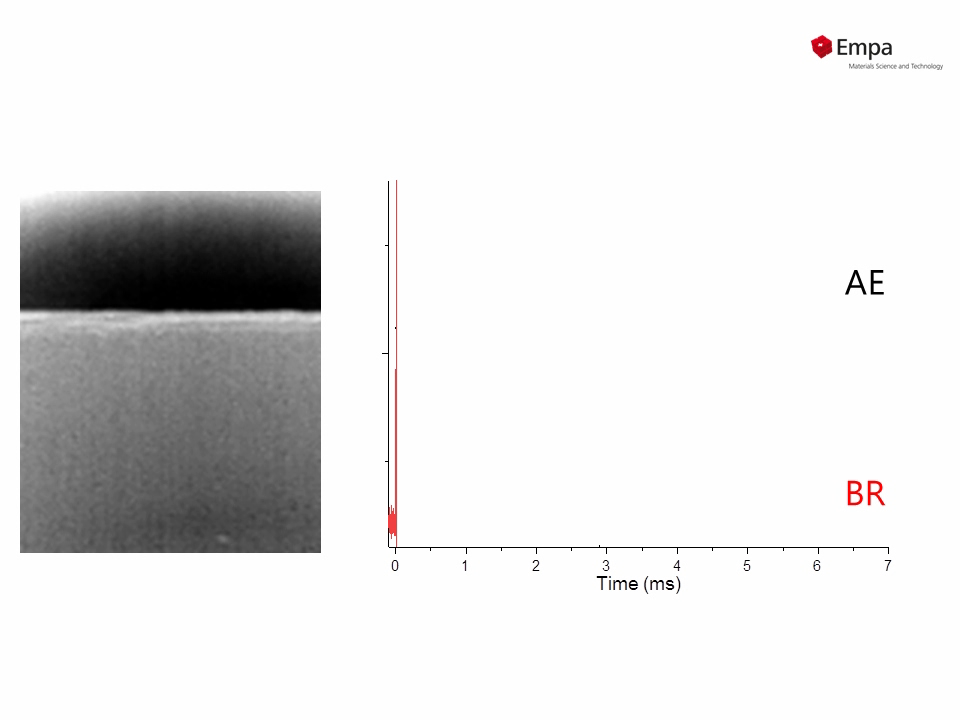 Empa
Materials Science and Technology
AE
BR
0 1 2 3 4 5 6 7
Time (ms)